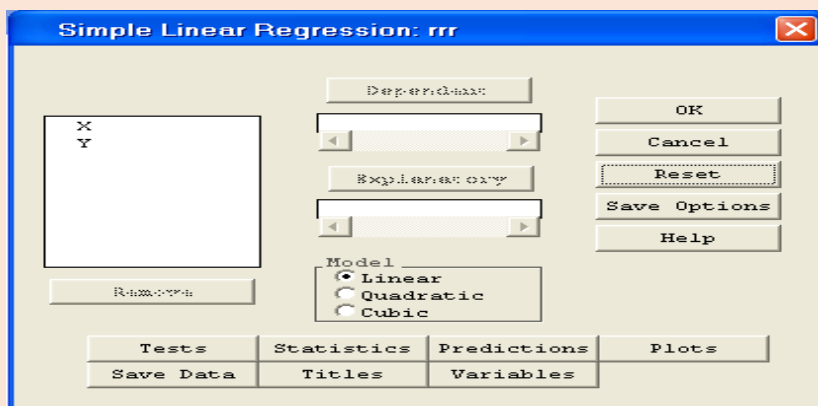 Simple Linear Regression: rrr
X
Y
Remove
Dependent
Explanatory
Model
Linear
Quadratic
Cubic
OK
Cancel
Reset
Save Options
Help
Tests Statistics Predictions Plots
Save Data Titles Variables